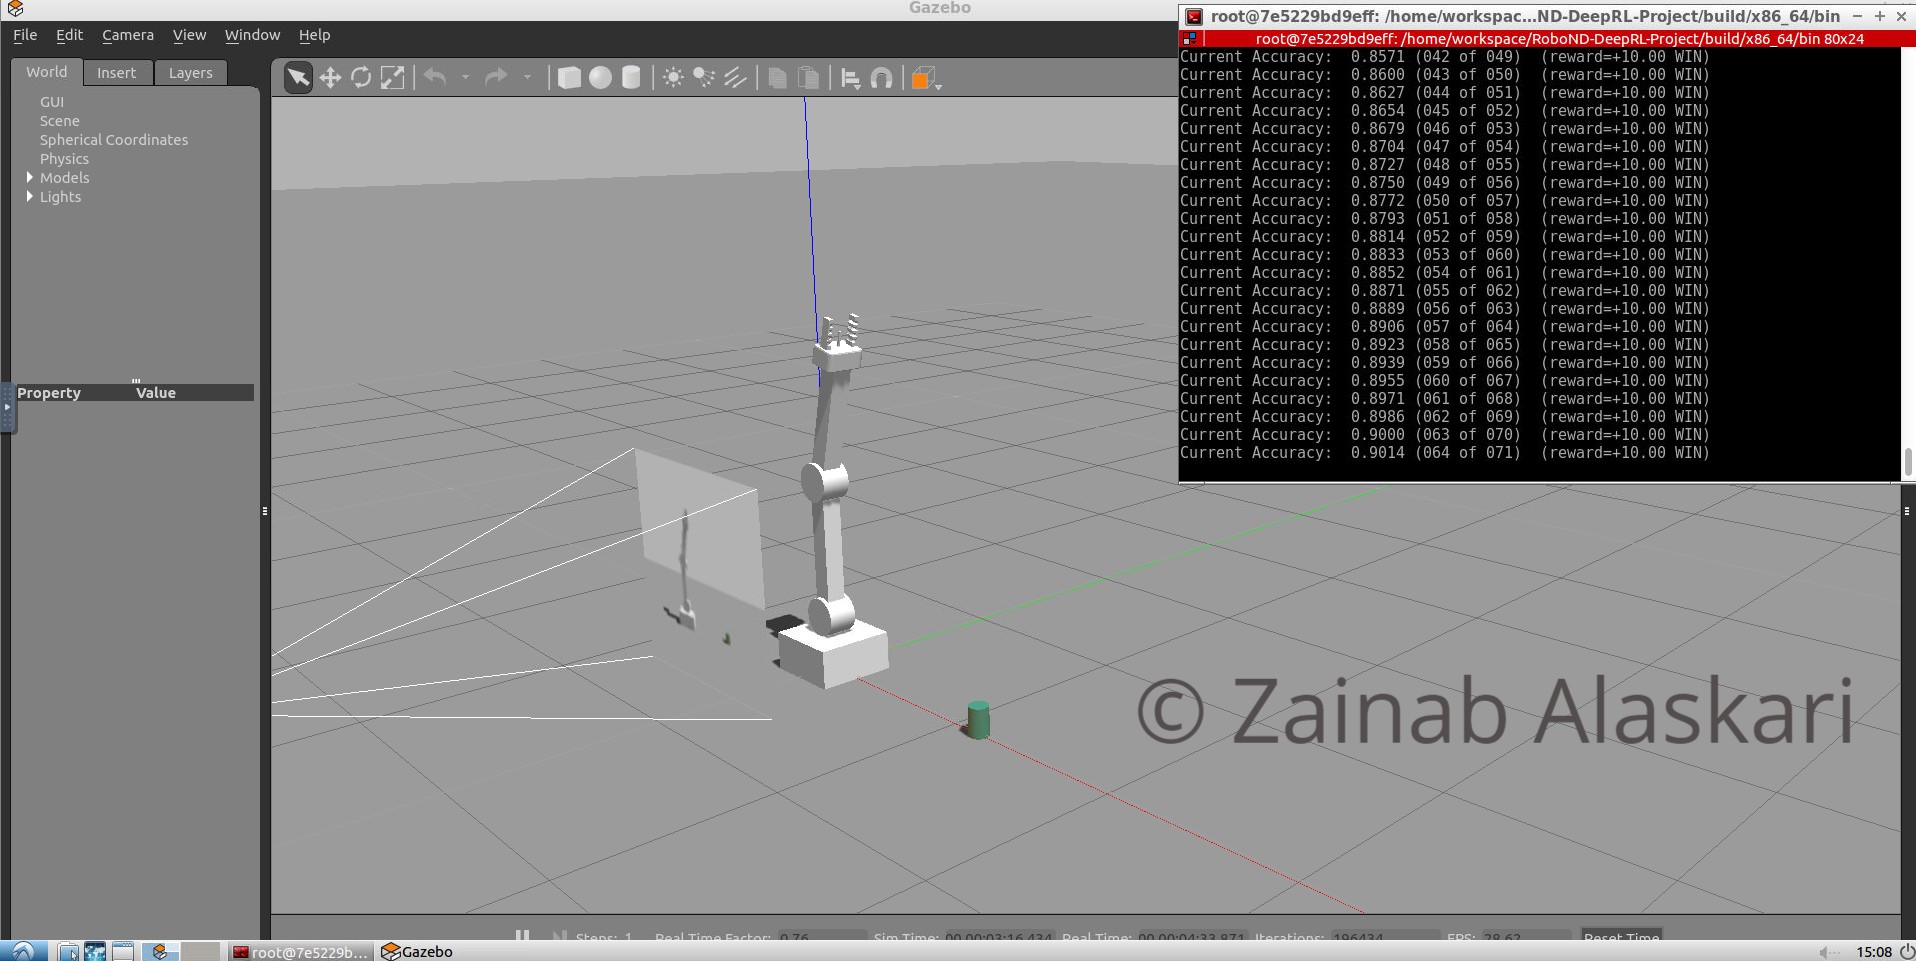 Gazebo
File Edit Camera View Window Help
World Insert Layers
GUI
Scene
Spherical Coordinates
Physics
Models
Lights
Property Value
root@7e5229bd9eff: /home/workspac...ND-DeepRL-Project/build/x86_64/bin
root@7e5229bd9eff: /home/workspace/RoboND-DeepRL-Project/build/x86_64/bin 80x24
Current Accuracy: 0.8571 (042 of 049) (reward=+10.00 WIN)
Current Accuracy: 0.8600 (043 of 050) (reward=+10.00 WIN)
Current Accuracy: 0.8627 (044 of 051) (reward=+10.00 WIN)
Current Accuracy: 0.8654 (045 of 052) (reward=+10.00 WIN)
Current Accuracy: 0.8679 (046 of 053) (reward=+10.00 WIN)
Current Accuracy: 0.8704 (047 of 054) (reward=+10.00 WIN)
Current Accuracy: 0.8727 (048 of 055) (reward=+10.00 WIN)
Current Accuracy: 0.8750 (049 of 056) (reward=+10.00 WIN)
Current Accuracy: 0.8772 (050 of 057) (reward=+10.00 WIN)
Current Accuracy: 0.8793 (051 of 058) (reward=+10.00 WIN)
Current Accuracy: 0.8814 (052 of 059) (reward=+10.00 WIN)
Current Accuracy: 0.8833 (053 of 060) (reward=+10.00 WIN)
Current Accuracy: 0.8852 (054 of 061) (reward=+10.00 WIN)
Current Accuracy: 0.8871 (055 of 062) (reward=+10.00 WIN)
Current Accuracy: 0.8889 (056 of 063) (reward=+10.00 WIN)
Current Accuracy: 0.8906 (057 of 064) (reward=+10.00 WIN)
Current Accuracy: 0.8923 (058 of 065) (reward=+10.00 WIN)
Current Accuracy: 0.8939 (059 of 066) (reward=+10.00 WIN)
Current Accuracy: 0.8955 (060 of 067) (reward=+10.00 WIN)
Current Accuracy: 0.8971 (061 of 068) (reward=+10.00 WIN)
Current Accuracy: 0.8986 (062 of 069) (reward=+10.00 WIN)
Current Accuracy: 0.9000 (063 of 070) (reward=+10.00 WIN)
Current Accuracy: 0.9014 (064 of 071) (reward=+10.00 WIN)
© Zainab Alaskari
Steps: 1 Real Time Factor: 0.76 Sim Time: 00 00:03:16.434 Real Time: 00 00:04:33.871 Iterations: 196434 FPS: 28.62 Reset Time
root@7e5229b... Gazebo 15:08